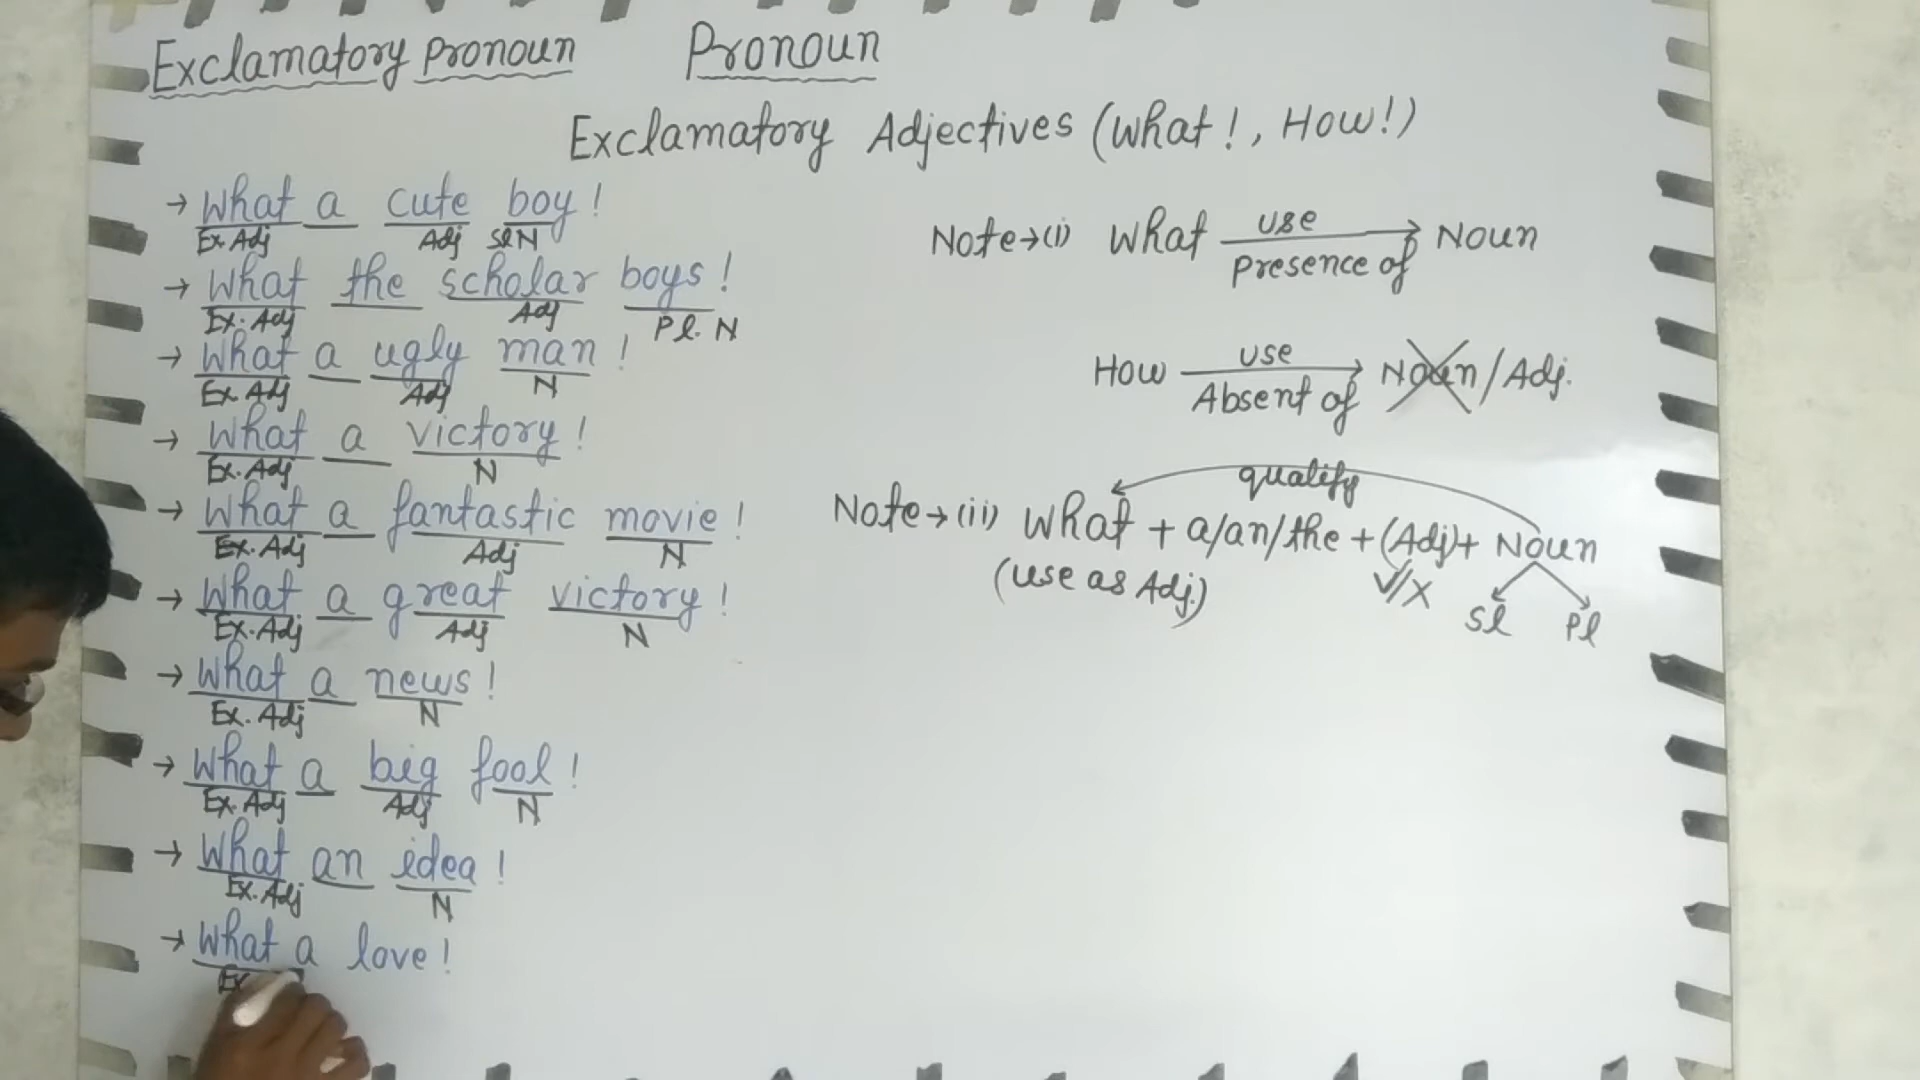 Exclamatory pronoun Pronoun
Exclamatory Adjectives (What!, How!)
→ What a cute boy!
Ex. Adj Adj Sl N
→ What the scholar boys!
Ex. Adj Adj Pl. N
→ What a ugly man!
Ex. Adj Adj N
→ What a victory!
Ex. Adj N
→ What a fantastic movie!
Ex. Adj Adj N
→ What a great victory!
Ex. Adj Adj N
→ What a news!
Ex. Adj N
→ What a big fool!
Ex. Adj Adj N
→ What an idea!
Ex. Adj N
→ What a love!
Ex
Note→(i) What use → Noun
Presence of
How use → Noun/Adj.
Absent of
qualify
Note→(ii) What + a/an/the + (Adj)+ Noun
(use as Adj.) ✓/X Sl Pl